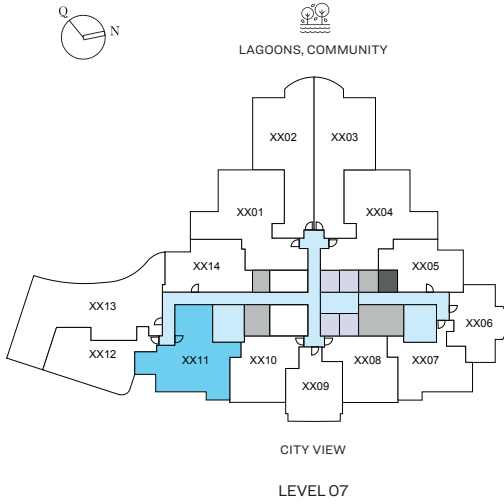 Q
N
LAGOONS, COMMUNITY
XX02 XX03
XX01 XX04
XX14 XX05
XX13
XX06
XX12 XX11 XX10 XX08 XX07
XX09
CITY VIEW
LEVEL 07